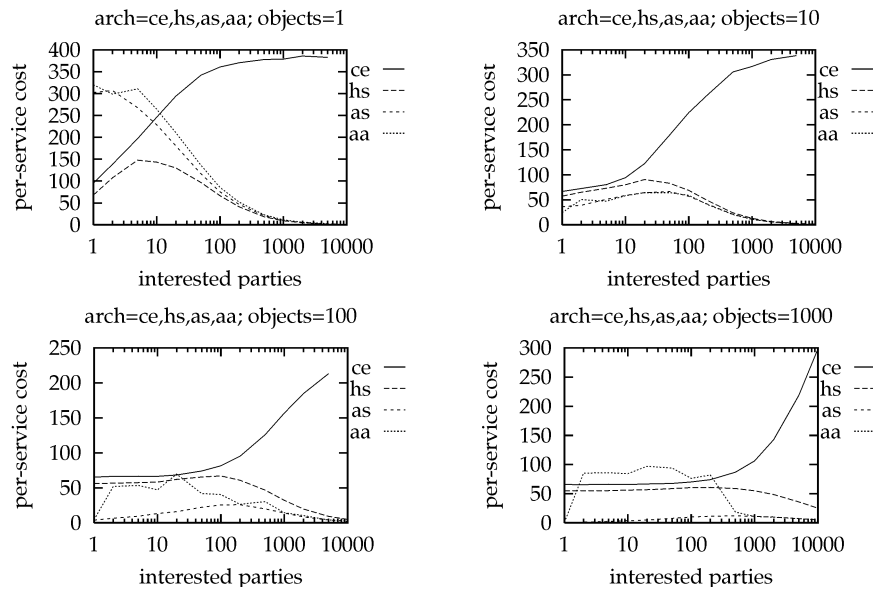 arch=ce,hs,as,aa; objects=1
400
350
300
250
200
150
100
50
0
per-service cost
1 10 100 1000 10000
interested parties
ce
hs
as
aa
arch=ce,hs,as,aa; objects=10
350
300
250
200
150
100
50
0
per-service cost
1 10 100 1000 10000
interested parties
ce
hs
as
aa
arch=ce,hs,as,aa; objects=100
250
200
150
100
50
0
per-service cost
1 10 100 1000 10000
interested parties
ce
hs
as
aa
arch=ce,hs,as,aa; objects=1000
300
250
200
150
100
50
0
per-service cost
1 10 100 1000 10000
interested parties
ce
hs
as
aa